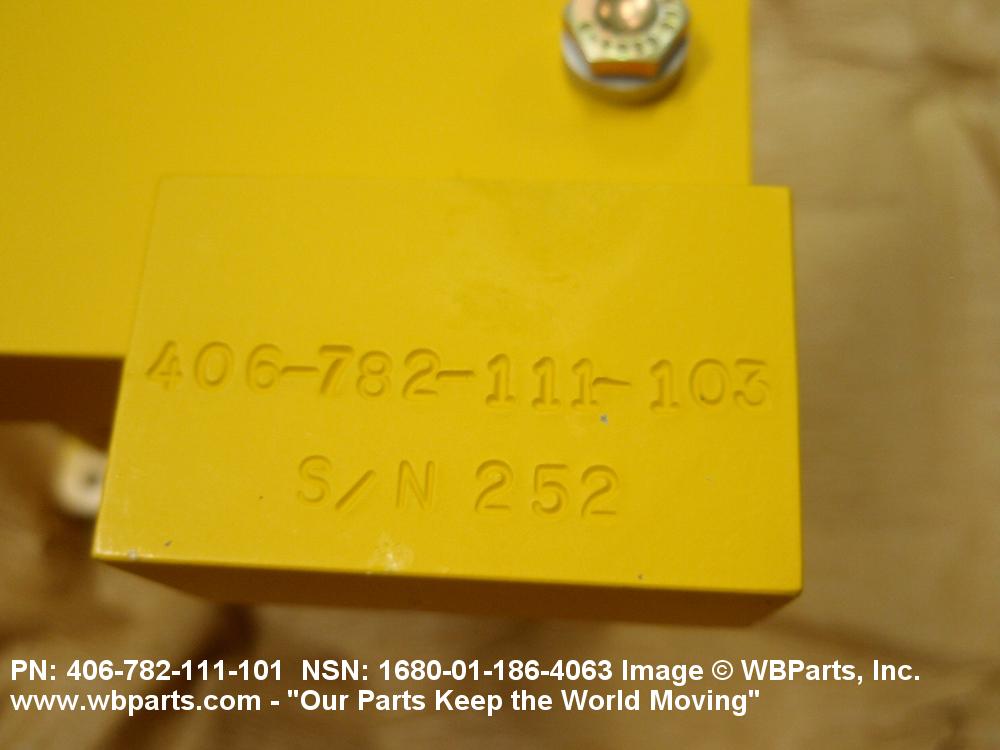 406-782-111-103
S/N 252
PN: 406-782-111-101 NSN: 1680-01-186-4063 Image © WBParts, Inc.
www.wbparts.com - "Our Parts Keep the World Moving"